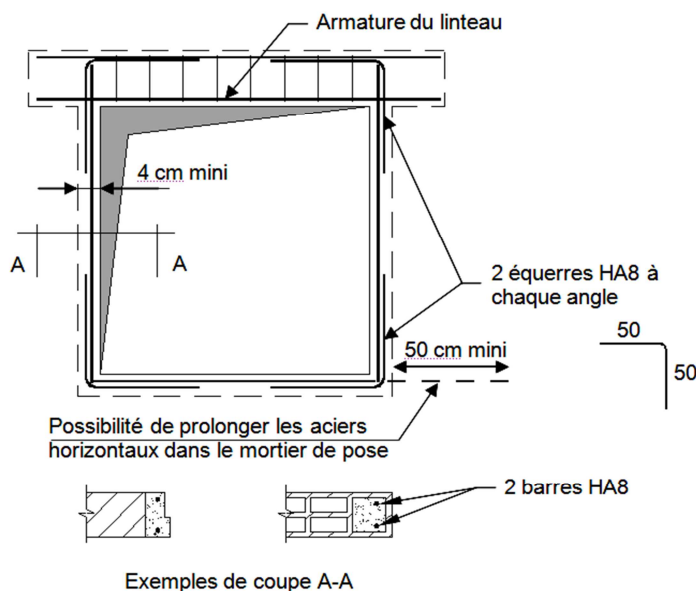 Armature du linteau
4 cm mini
A
A
2 équerres HA8 à
chaque angle
50 cm mini
50
50
Possibilité de prolonger les aciers
horizontaux dans le mortier de pose
2 barres HA8
Exemples de coupe A-A